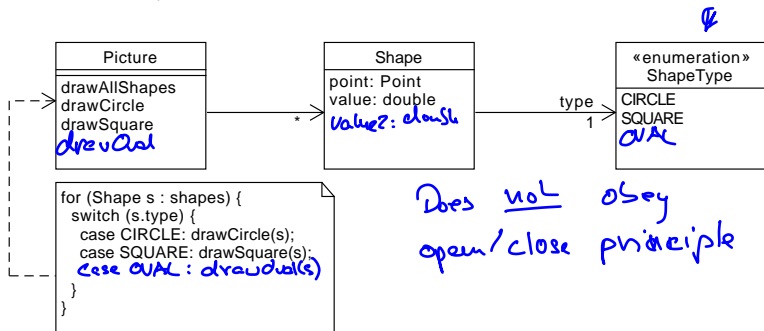 Picture
drawAllShapes
drawCircle
drawSquare
drawOval
*
Shape
point: Point
value: double
value2: double
type
1
«enumeration»
ShapeType
CIRCLE
SQUARE
OVAL
for (Shape s : shapes) {
switch (s.type) {
case CIRCLE: drawCircle(s);
case SQUARE: drawSquare(s);
case OVAL : drawOval(s)
}
}
Does not obey
open/close principle